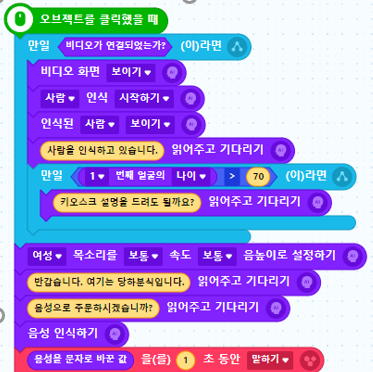 오브젝트를 클릭했을 때
만일 비디오가 연결되었는가? (이)라면
비디오 화면 보이기
사람 인식 시작하기
인식된 사람 보이기
사람을 인식하고 있습니다. 읽어주고 기다리기
만일 1 번째 얼굴의 나이 > 70 (이)라면
키오스크 설명을 드려도 될까요? 읽어주고 기다리기
여성 목소리를 보통 속도 보통 음높이로 설정하기
반갑습니다. 여기는 당하분식입니다. 읽어주고 기다리기
음성으로 주문하시겠습니까? 읽어주고 기다리기
음성 인식하기
음성을 문자로 바꾼 값 을(를) 1 초 동안 말하기